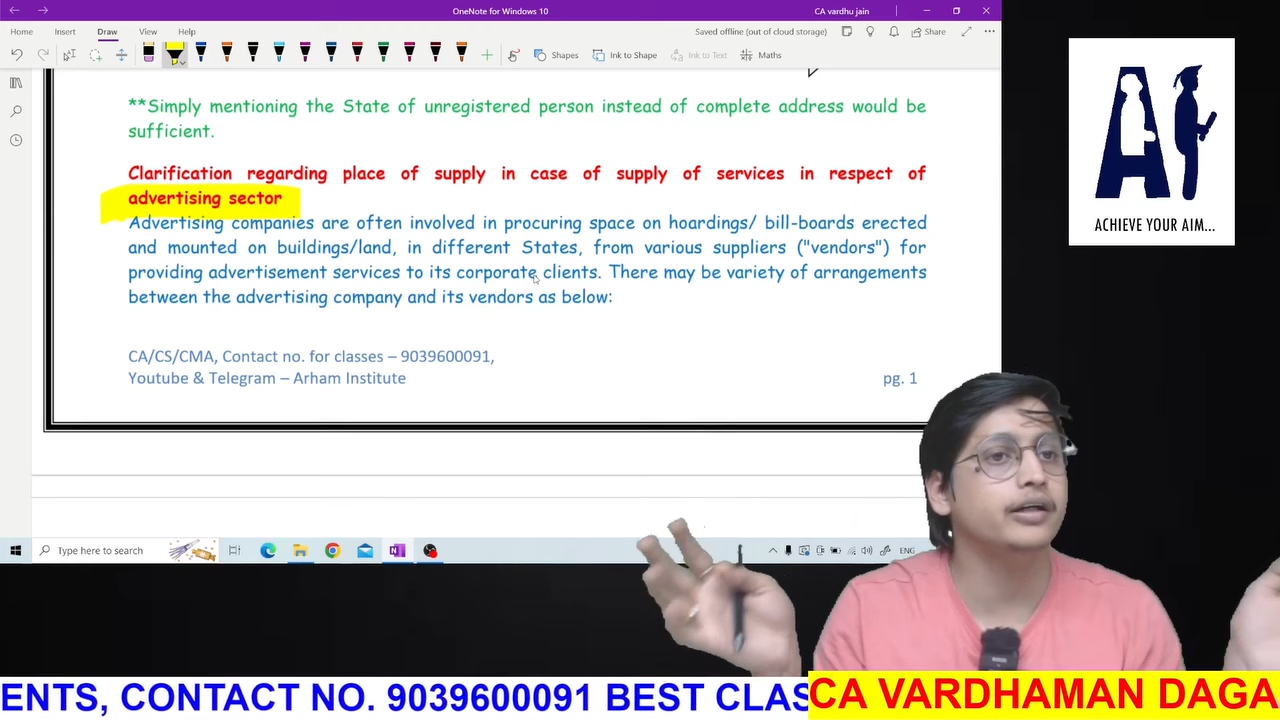 OneNote for Windows 10
CA vardhu jain
Home Insert Draw View Help
Saved offline (out of cloud storage) Share
Shapes Ink to Shape Ink to Text Maths
**Simply mentioning the State of unregistered person instead of complete address would be
sufficient.
Clarification regarding place of supply in case of supply of services in respect of
advertising sector
Advertising companies are often involved in procuring space on hoardings/ bill-boards erected
and mounted on buildings/land, in different States, from various suppliers ("vendors") for
providing advertisement services to its corporate clients. There may be variety of arrangements
between the advertising company and its vendors as below:
CA/CS/CMA, Contact no. for classes – 9039600091,
Youtube & Telegram – Arham Institute
pg. 1
Type here to search
ENG
AI
ACHIEVE YOUR AIM...
ENTS, CONTACT NO. 9039600091 BEST CLAS
CA VARDHAMAN DAGA